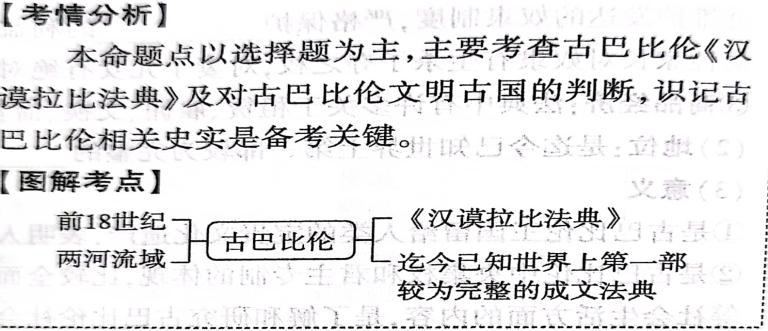 【考情分析】
本命题点以选择题为主,主要考查古巴比伦《汉
谟拉比法典》及对古巴比伦文明古国的判断,识记古
巴比伦相关史实是备考关键。
【图解考点】
前18世纪
两河流域
古巴比伦
《汉谟拉比法典》
迄今已知世界上第一部
较为完整的成文法典